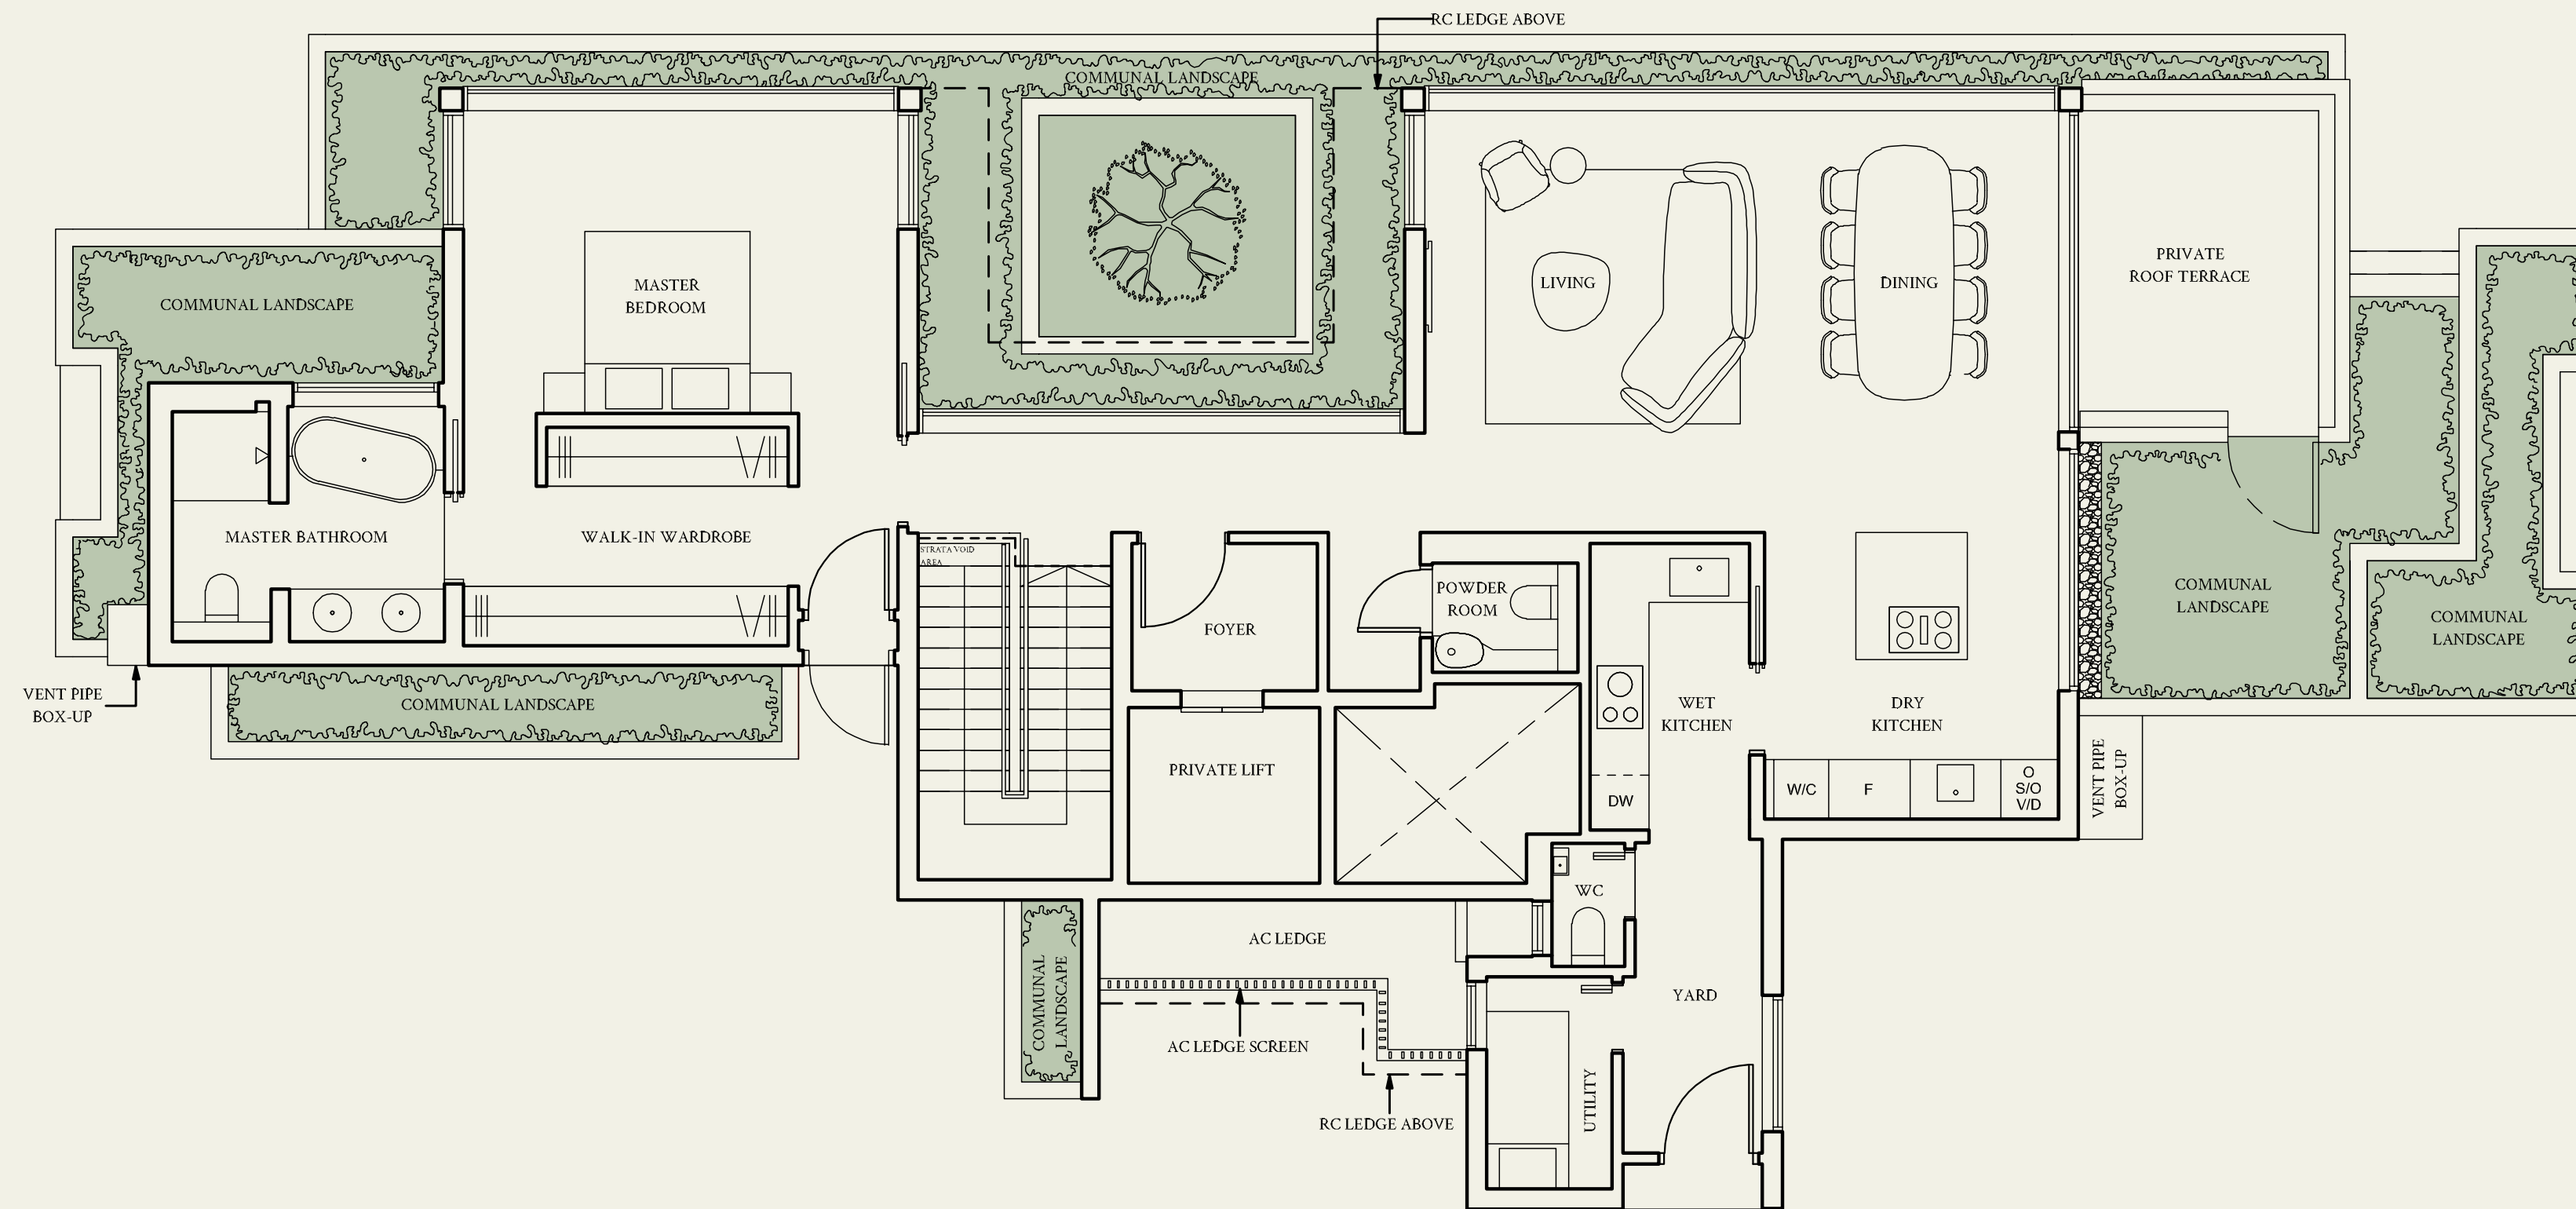 RC LEDGE ABOVE
COMMUNAL LANDSCAPE
PRIVATE
ROOF TERRACE
MASTER
BEDROOM
LIVING
DINING
COMMUNAL LANDSCAPE
MASTER BATHROOM
WALK-IN WARDROBE
STRATA VOID
AREA
FOYER
POWDER
ROOM
COMMUNAL
LANDSCAPE
COMMUNAL
LANDSCAPE
VENT PIPE
BOX-UP
COMMUNAL LANDSCAPE
WET
KITCHEN
DRY
KITCHEN
PRIVATE LIFT
DW
W/C
F
S/O
V/D
VENT PIPE
BOX-UP
WC
AC LEDGE
COMMUNAL
LANDSCAPE
YARD
AC LEDGE SCREEN
UTILITY
RC LEDGE ABOVE